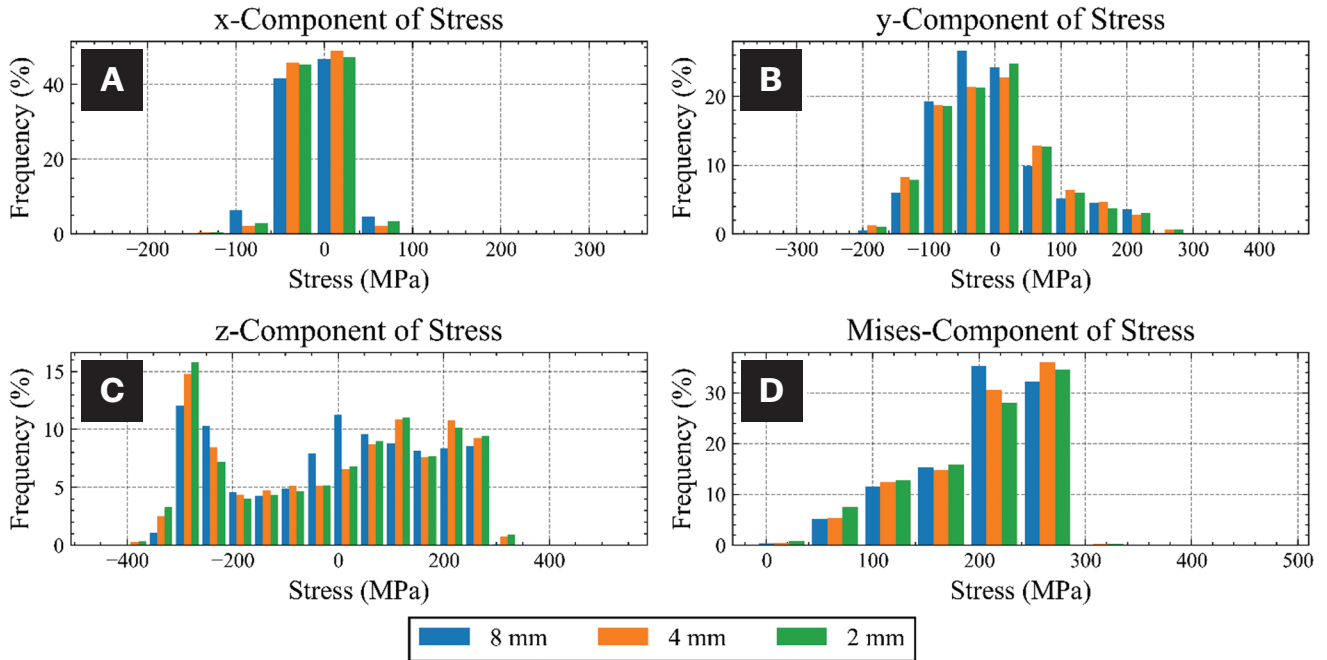 x-Component of Stress
A
Frequency (%)
40
20
0
−200 −100 0 100 200 300
Stress (MPa)
y-Component of Stress
B
Frequency (%)
20
10
0
−300 −200 −100 0 100 200 300 400
Stress (MPa)
z-Component of Stress
C
Frequency (%)
15
10
5
0
−400 −200 0 200 400
Stress (MPa)
Mises-Component of Stress
D
Frequency (%)
30
20
10
0
0 100 200 300 400 500
Stress (MPa)
8 mm 4 mm 2 mm